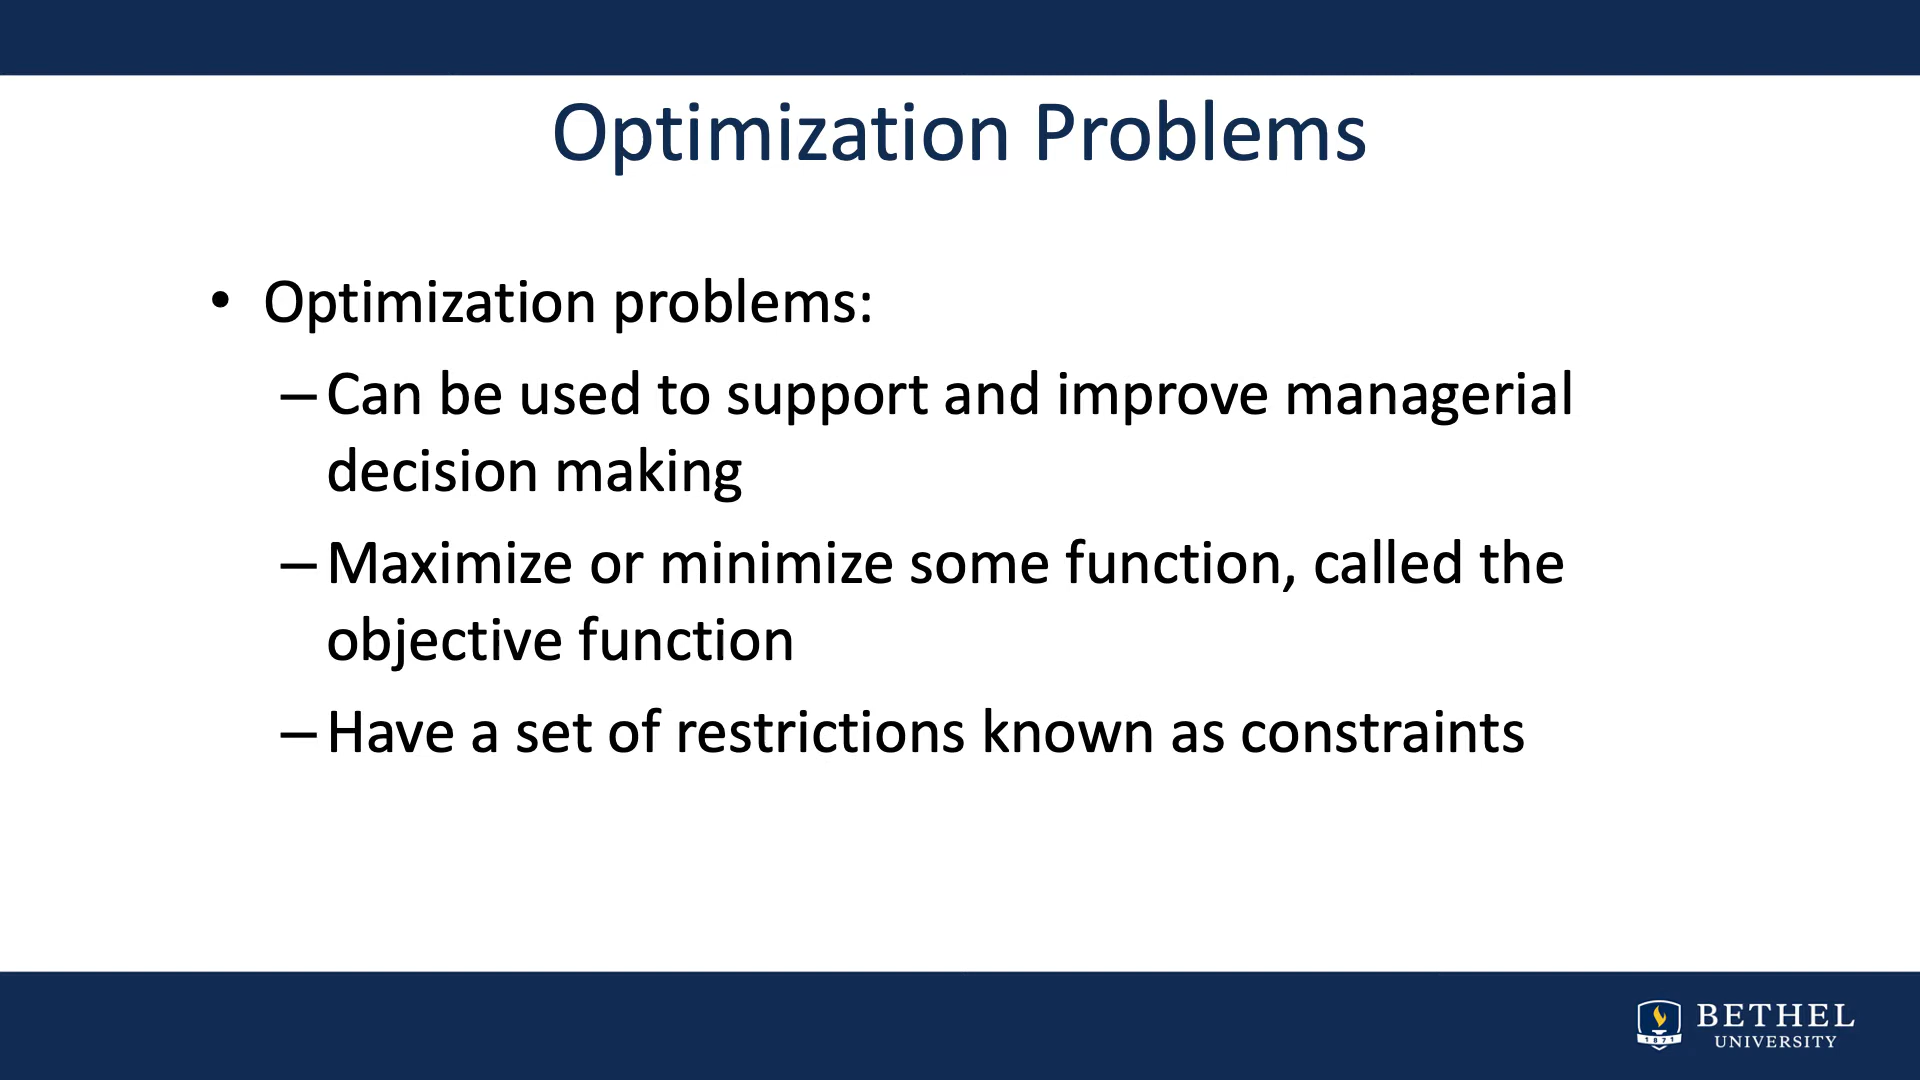 Optimization Problems
• Optimization problems:
– Can be used to support and improve managerial
decision making
– Maximize or minimize some function, called the
objective function
– Have a set of restrictions known as constraints
BETHEL
UNIVERSITY
1871